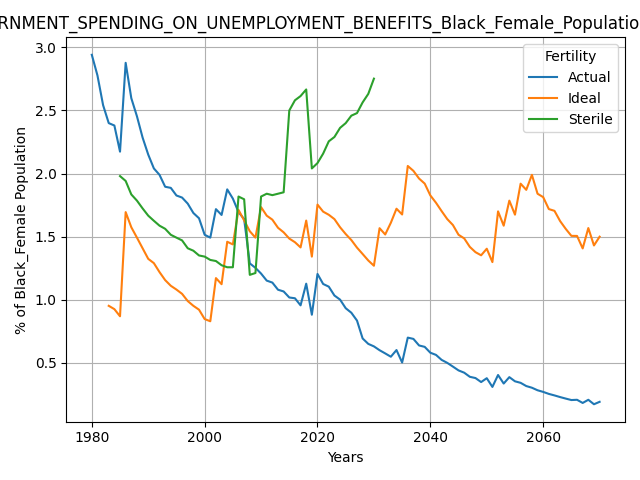 RNMENT_SPENDING_ON_UNEMPLOYMENT_BENEFITS_Black_Female_Populatio
3.0
2.5
2.0
1.5
1.0
0.5
% of Black_Female Population
Fertility
Actual
Ideal
Sterile
1980
2000
2020
2040
2060
Years